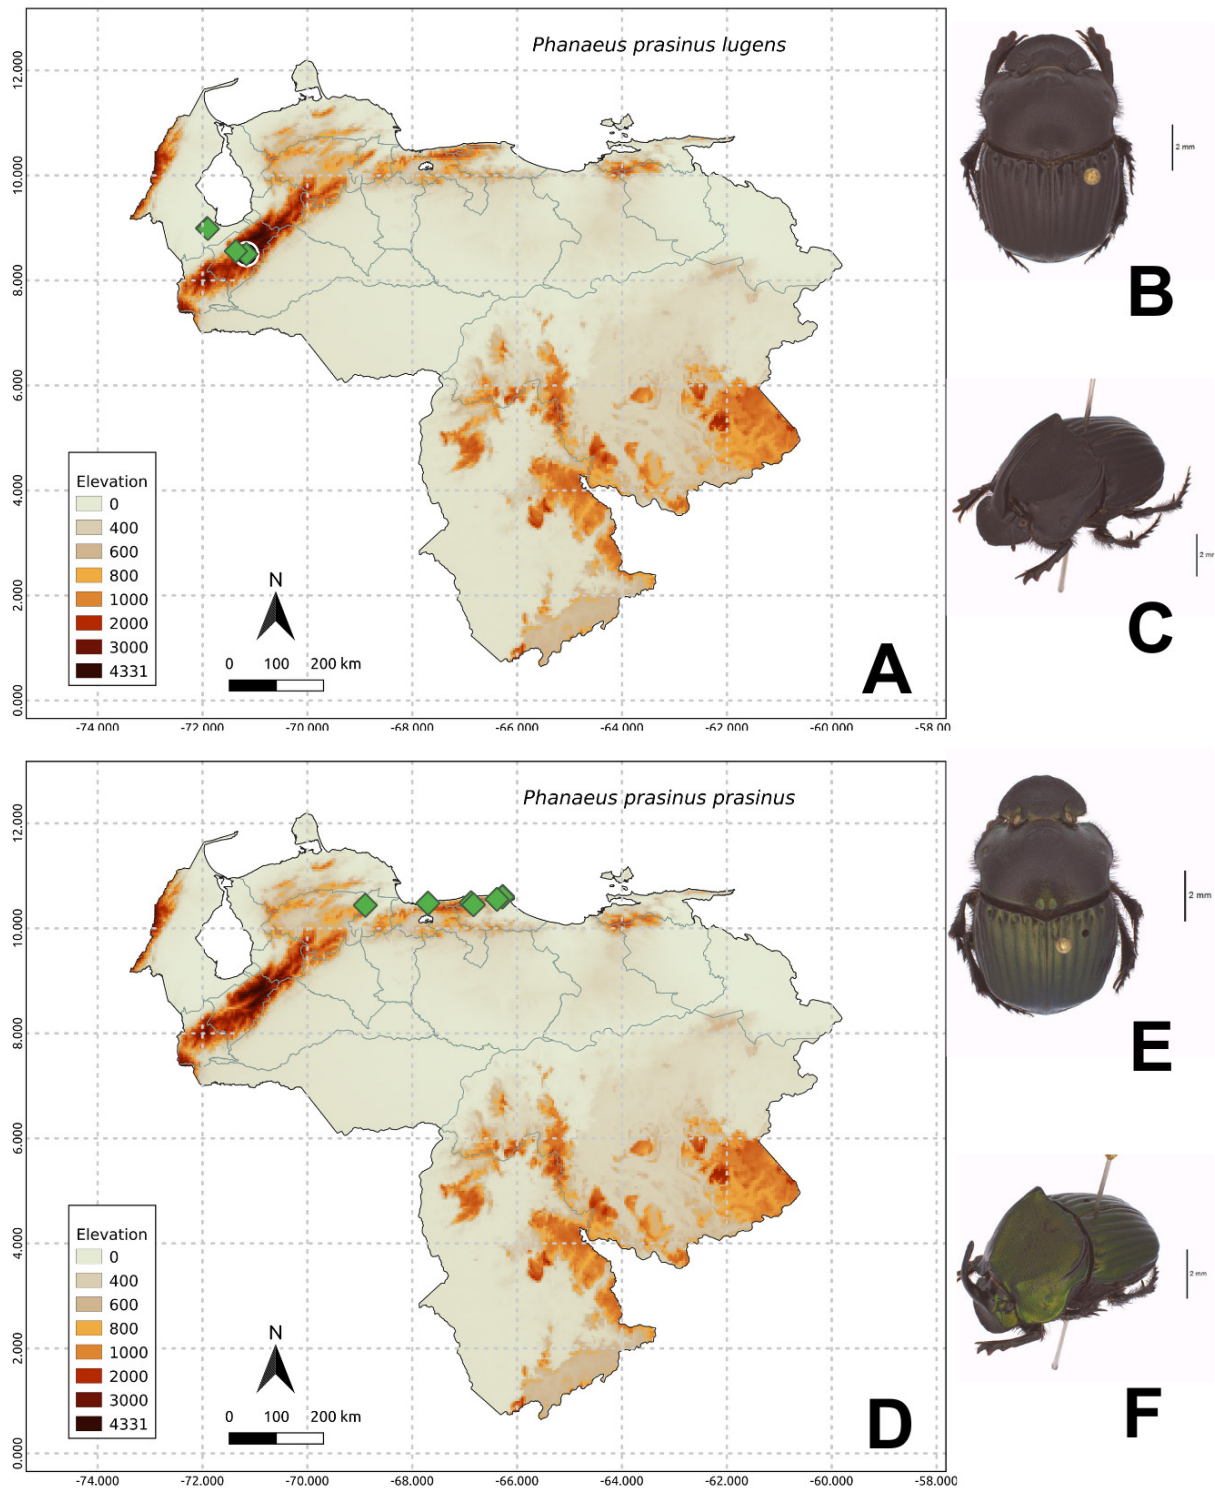 Phanaeus prasinus lugens
12.000
10.000
8.000
6.000
4.000
2.000
0.000
Elevation
0
400
600
800
1000
2000
3000
4331
N
0 100 200 km
A
-74.000 -72.000 -70.000 -68.000 -66.000 -64.000 -62.000 -60.000 -58.00
2 mm
B
2 mm
C
Phanaeus prasinus prasinus
12.000
10.000
8.000
6.000
4.000
2.000
0.000
Elevation
0
400
600
800
1000
2000
3000
4331
N
0 100 200 km
D
-74.000 -72.000 -70.000 -68.000 -66.000 -64.000 -62.000 -60.000 -58.000
2 mm
E
2 mm
F